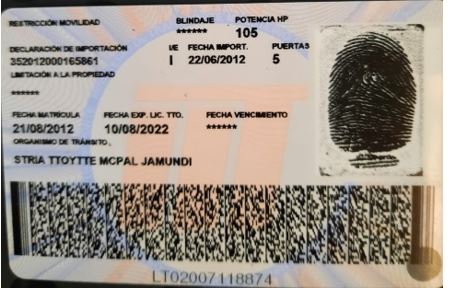 RESTRICCIÓN MOVILIDAD BLINDAJE POTENCIA HP
****** 105
DECLARACIÓN DE IMPORTACIÓN I/E FECHA IMPORT. PUERTAS
352012000165861 I 22/06/2012 5
LIMITACIÓN A LA PROPIEDAD
******
FECHA MATRÍCULA FECHA EXP. LIC. TTO. FECHA VENCIMIENTO
21/08/2012 10/08/2022 ******
ORGANISMO DE TRÁNSITO
STRIA TTOYTTE MCPAL JAMUNDI
LT02007118874